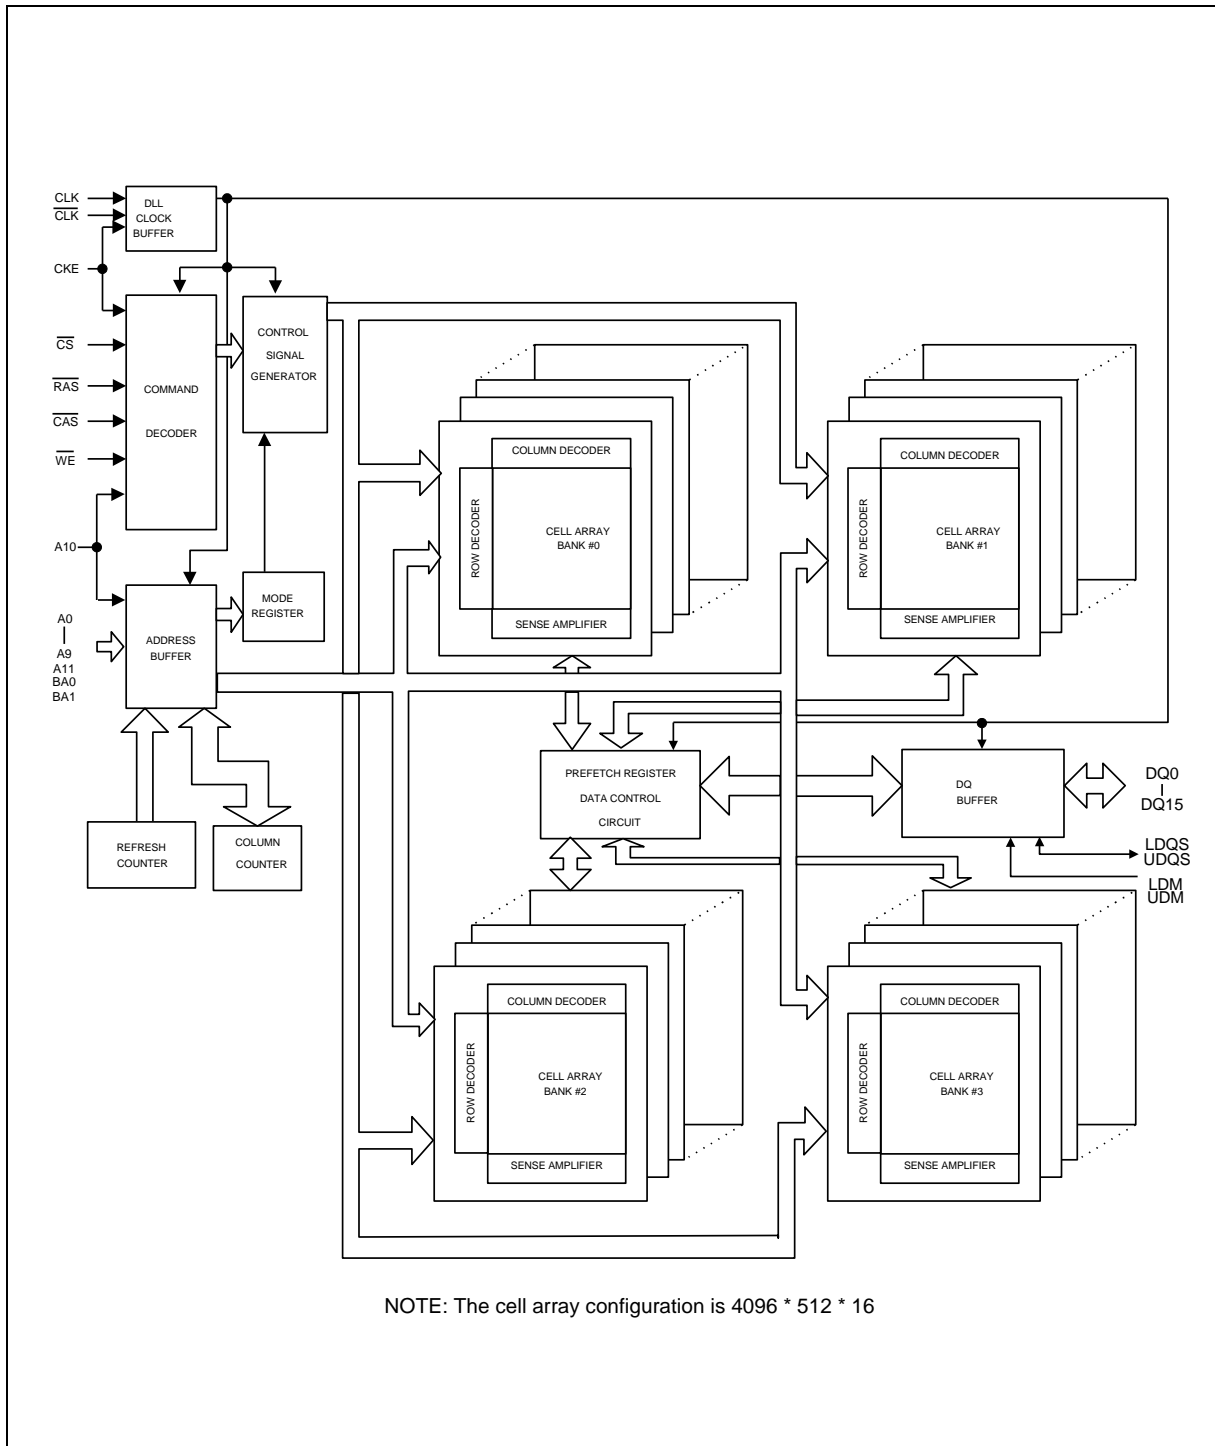 CLK
CLK
CKE
CS
RAS
CAS
WE
A10
A0
A9
A11
BA0
BA1
DLL
CLOCK
BUFFER
COMMAND
DECODER
CONTROL
SIGNAL
GENERATOR
MODE
REGISTER
ADDRESS
BUFFER
REFRESH
COUNTER
COLUMN
COUNTER
COLUMN DECODER
ROW DECODER
CELL ARRAY
BANK #0
SENSE AMPLIFIER
COLUMN DECODER
ROW DECODER
CELL ARRAY
BANK #1
SENSE AMPLIFIER
PREFETCH REGISTER
DATA CONTROL
CIRCUIT
DQ
BUFFER
DQ0
DQ15
LDQS
UDQS
LDM
UDM
COLUMN DECODER
ROW DECODER
CELL ARRAY
BANK #2
SENSE AMPLIFIER
COLUMN DECODER
ROW DECODER
CELL ARRAY
BANK #3
SENSE AMPLIFIER
NOTE: The cell array configuration is 4096 * 512 * 16